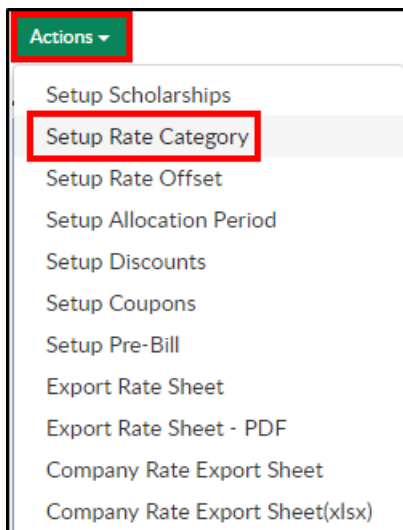 Actions
Setup Scholarships
Setup Rate Category
Setup Rate Offset
Setup Allocation Period
Setup Discounts
Setup Coupons
Setup Pre-Bill
Export Rate Sheet
Export Rate Sheet - PDF
Company Rate Export Sheet
Company Rate Export Sheet(xlsx)